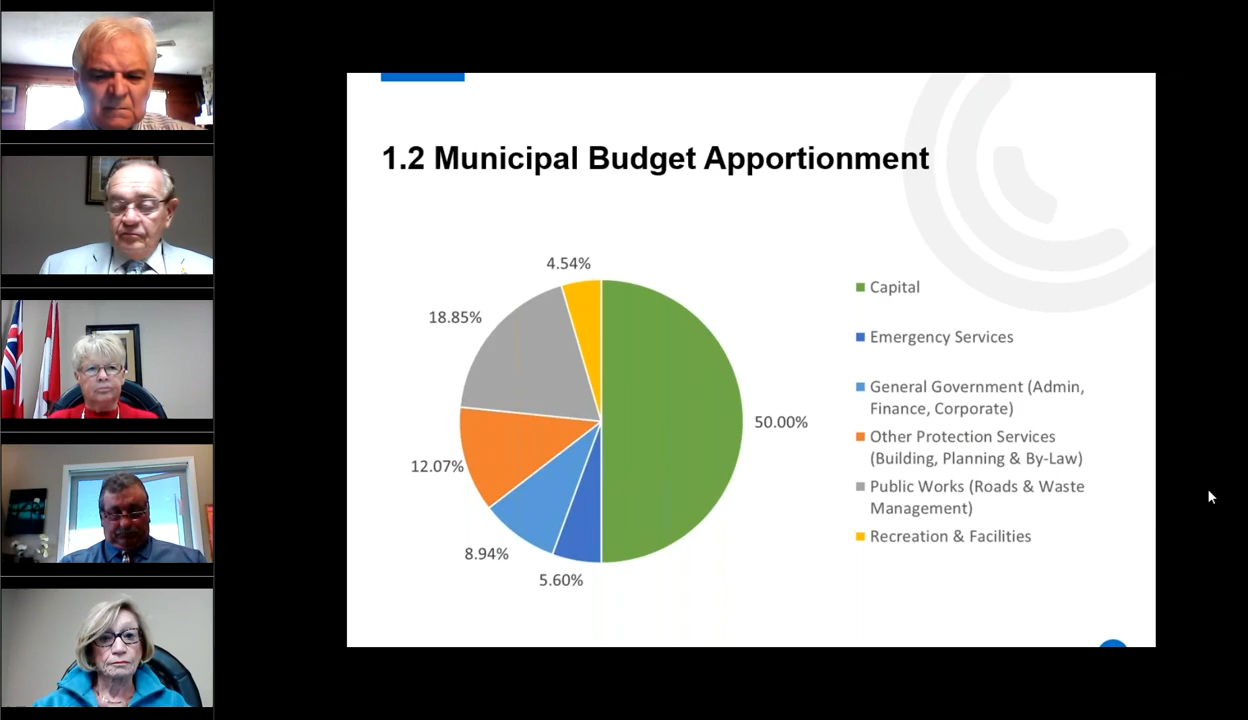 1.2 Municipal Budget Apportionment
4.54%
18.85%
12.07%
8.94%
5.60%
50.00%
Capital
Emergency Services
General Government (Admin,
Finance, Corporate)
Other Protection Services
(Building, Planning & By-Law)
Public Works (Roads & Waste
Management)
Recreation & Facilities